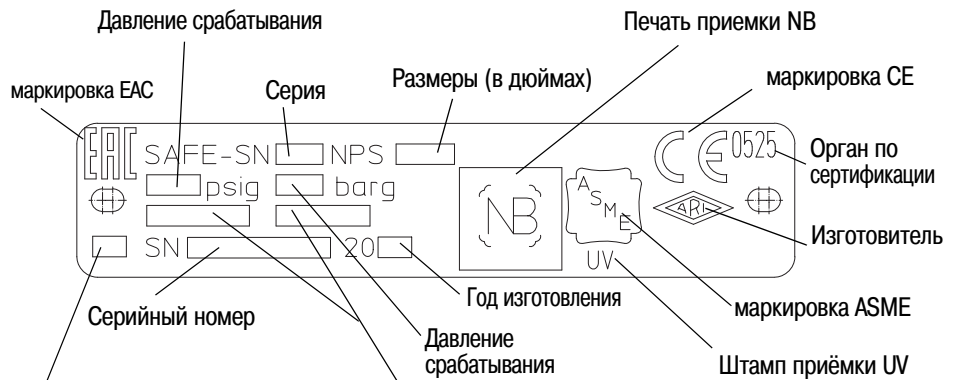 Давление срабатывания
Печать приемки NB
маркировка EAC
Серия
Размеры (в дюймах)
маркировка CE
EAC SAFE-SN NPS
CE 0525
Орган по
сертификации
psig barg
NB
ASME
ARI
Изготовитель
SN 20
UV
Серийный номер
Год изготовления
маркировка ASME
Давление
срабатывания
Штамп приёмки UV